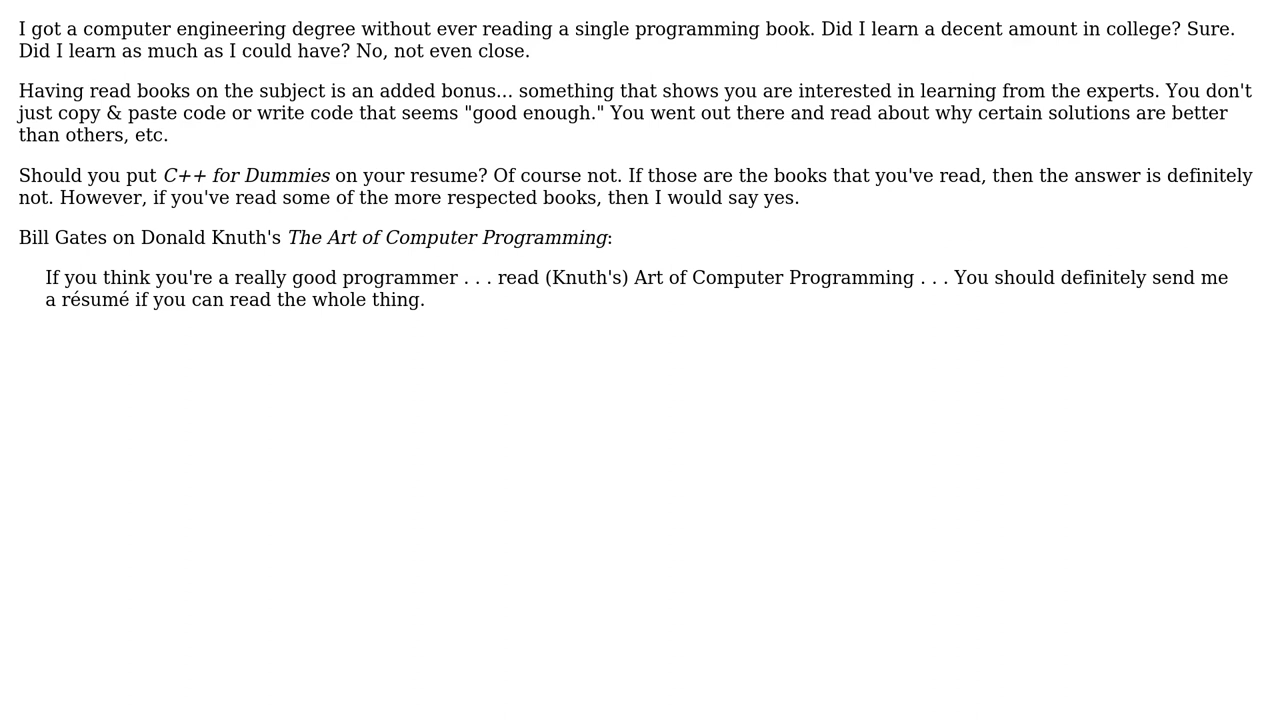 I got a computer engineering degree without ever reading a single programming book. Did I learn a decent amount in college? Sure.
Did I learn as much as I could have? No, not even close.
Having read books on the subject is an added bonus... something that shows you are interested in learning from the experts. You don't
just copy & paste code or write code that seems "good enough." You went out there and read about why certain solutions are better
than others, etc.
Should you put C++ for Dummies on your resume? Of course not. If those are the books that you've read, then the answer is definitely
not. However, if you've read some of the more respected books, then I would say yes.
Bill Gates on Donald Knuth's The Art of Computer Programming:
If you think you're a really good programmer . . . read (Knuth's) Art of Computer Programming . . . You should definitely send me
a résumé if you can read the whole thing.